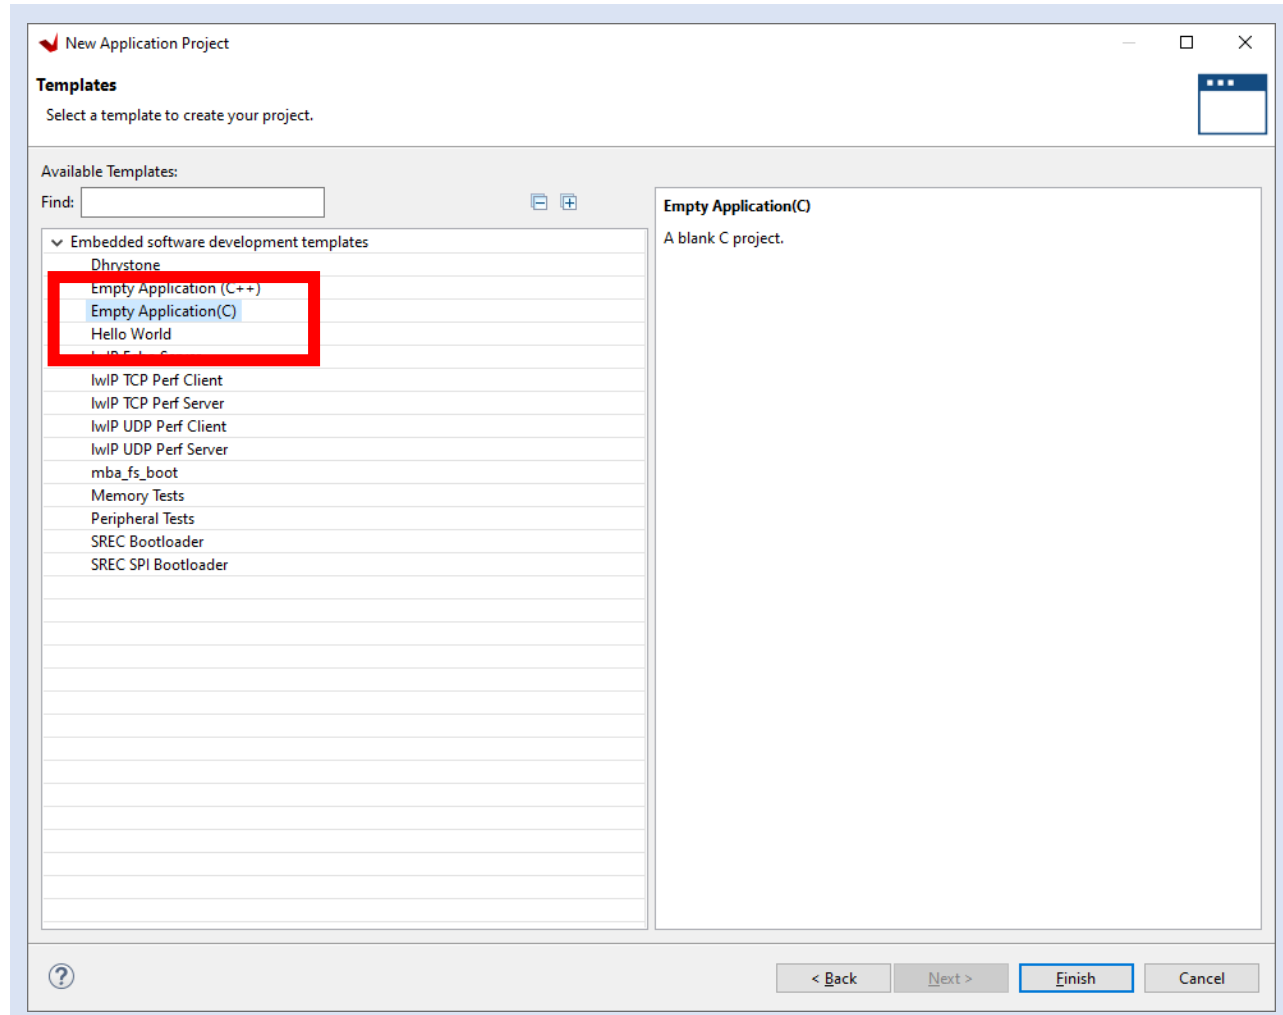 New Application Project
Templates
Select a template to create your project.
Available Templates:
Find:
Embedded software development templates
Dhrystone
Empty Application (C++)
Empty Application(C)
Hello World
lwIP TCP Perf Client
lwIP TCP Perf Server
lwIP UDP Perf Client
lwIP UDP Perf Server
mba_fs_boot
Memory Tests
Peripheral Tests
SREC Bootloader
SREC SPI Bootloader
Empty Application(C)
A blank C project.
< Back
Next >
Finish
Cancel